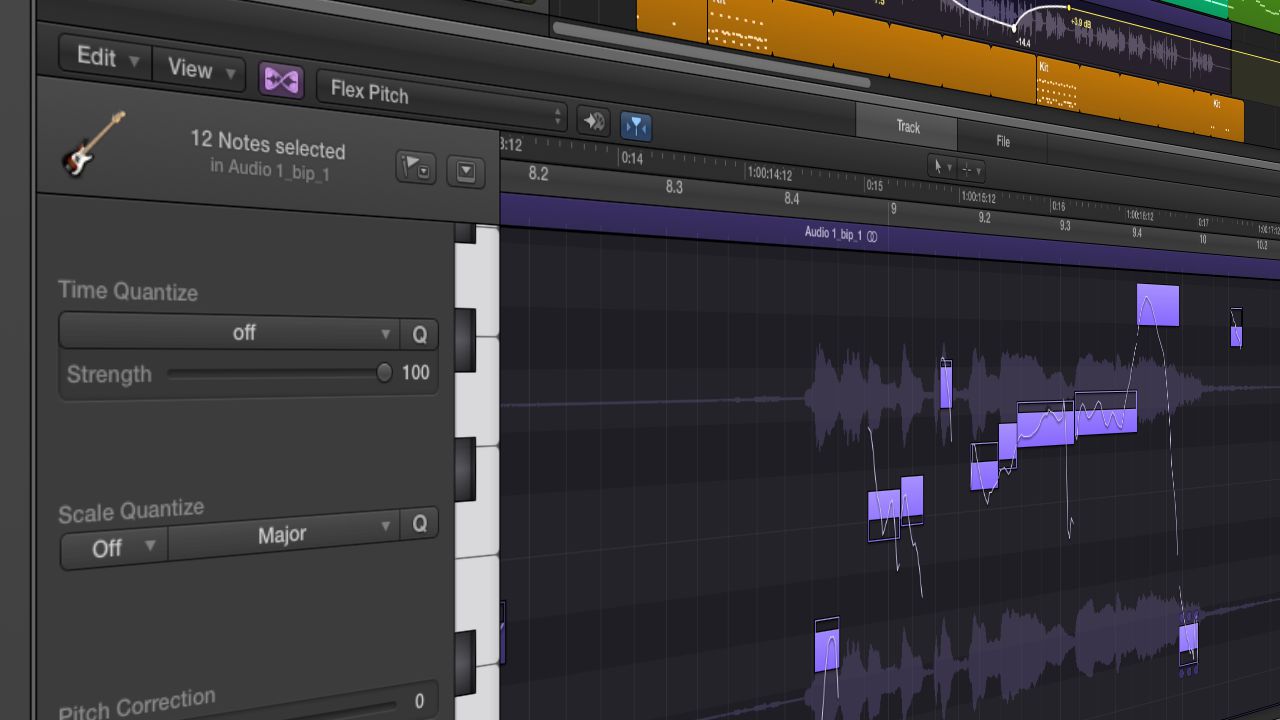 Kit
-14.4
+3.9 dB
Kit
Kit
Edit
View
Flex Pitch
Track
File
12 Notes selected
in Audio 1_bip_1
0:14
1:00:14:12
0:15
1:00:15:12
0:16
1:00:16:12
0:17
8.2
8.3
8.4
9
9.2
9.3
9.4
10
10.2
Audio 1_bip_1
Time Quantize
off
Q
Strength
100
Scale Quantize
Off
Major
Q
Pitch Correction
0